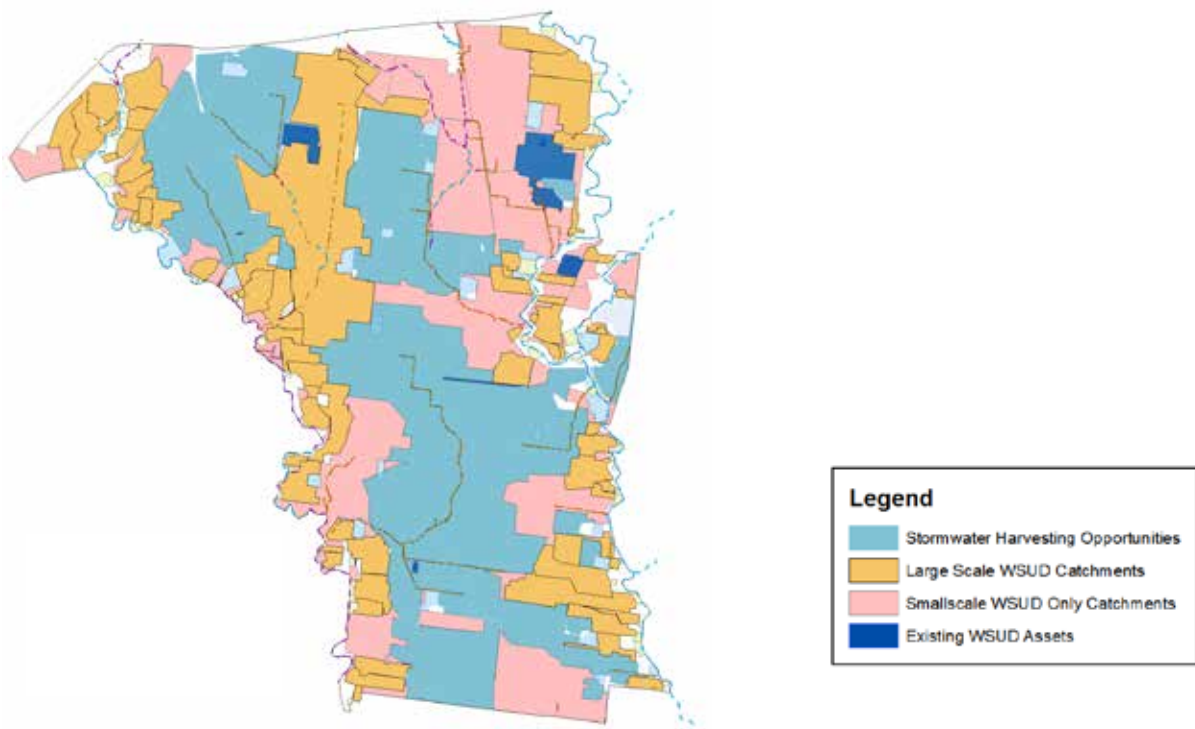 Legend
Stormwater Harvesting Opportunities
Large Scale WSUD Catchments
Smallscale WSUD Only Catchments
Existing WSUD Assets